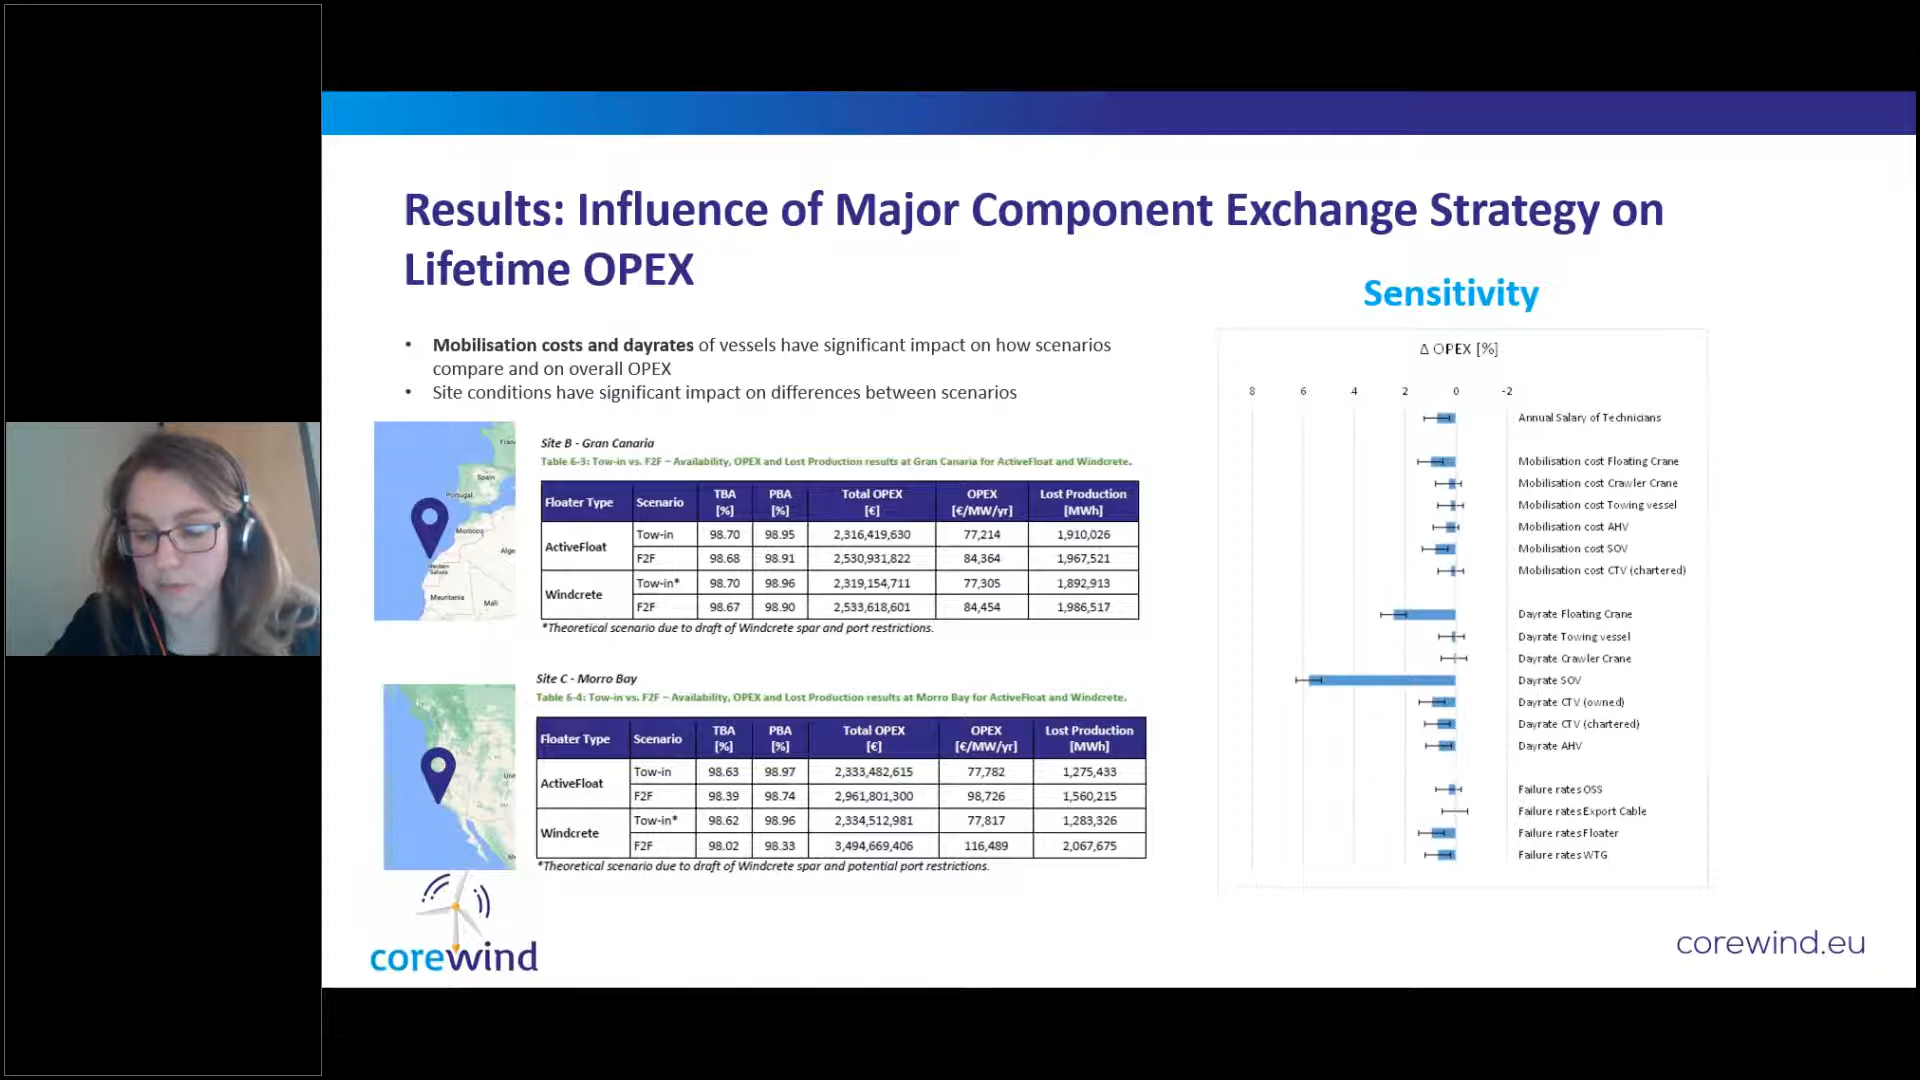 Results: Influence of Major Component Exchange Strategy on
Lifetime OPEX
Sensitivity
• Mobilisation costs and dayrates of vessels have significant impact on how scenarios
compare and on overall OPEX
• Site conditions have significant impact on differences between scenarios
Spain
Portugal
Morocco
Mauritania
Mali
Site B - Gran Canaria
Table 6-3: Tow-in vs. F2F – Availability, OPEX and Lost Production results at Gran Canaria for ActiveFloat and Windcrete.
Floater Type Scenario TBA [%] PBA [%] Total OPEX [€] OPEX [€/MW/yr] Lost Production [MWh]
ActiveFloat Tow-in 98.70 98.95 2,316,419,630 77,214 1,910,026
F2F 98.68 98.91 2,530,931,822 84,364 1,967,521
Windcrete Tow-in* 98.70 98.96 2,319,154,711 77,305 1,892,913
F2F 98.67 98.90 2,533,618,601 84,454 1,986,517
*Theoretical scenario due to draft of Windcrete spar and port restrictions.
Site C - Morro Bay
Table 6-4: Tow-in vs. F2F – Availability, OPEX and Lost Production results at Morro Bay for ActiveFloat and Windcrete.
Floater Type Scenario TBA [%] PBA [%] Total OPEX [€] OPEX [€/MW/yr] Lost Production [MWh]
ActiveFloat Tow-in 98.63 98.97 2,333,482,615 77,782 1,275,433
F2F 98.39 98.74 2,961,801,300 98,726 1,560,215
Windcrete Tow-in* 98.62 98.96 2,334,512,981 77,817 1,283,326
F2F 98.02 98.33 3,494,669,406 116,489 2,067,675
*Theoretical scenario due to draft of Windcrete spar and potential port restrictions.
Δ OPEX [%]
8 6 4 2 0 -2
Annual Salary of Technicians
Mobilisation cost Floating Crane
Mobilisation cost Crawler Crane
Mobilisation cost Towing vessel
Mobilisation cost AHV
Mobilisation cost SOV
Mobilisation cost CTV (chartered)
Dayrate Floating Crane
Dayrate Towing vessel
Dayrate Crawler Crane
Dayrate SOV
Dayrate CTV (owned)
Dayrate CTV (chartered)
Dayrate AHV
Failure rates OSS
Failure rates Export Cable
Failure rates Floater
Failure rates WTG
corewind
corewind.eu